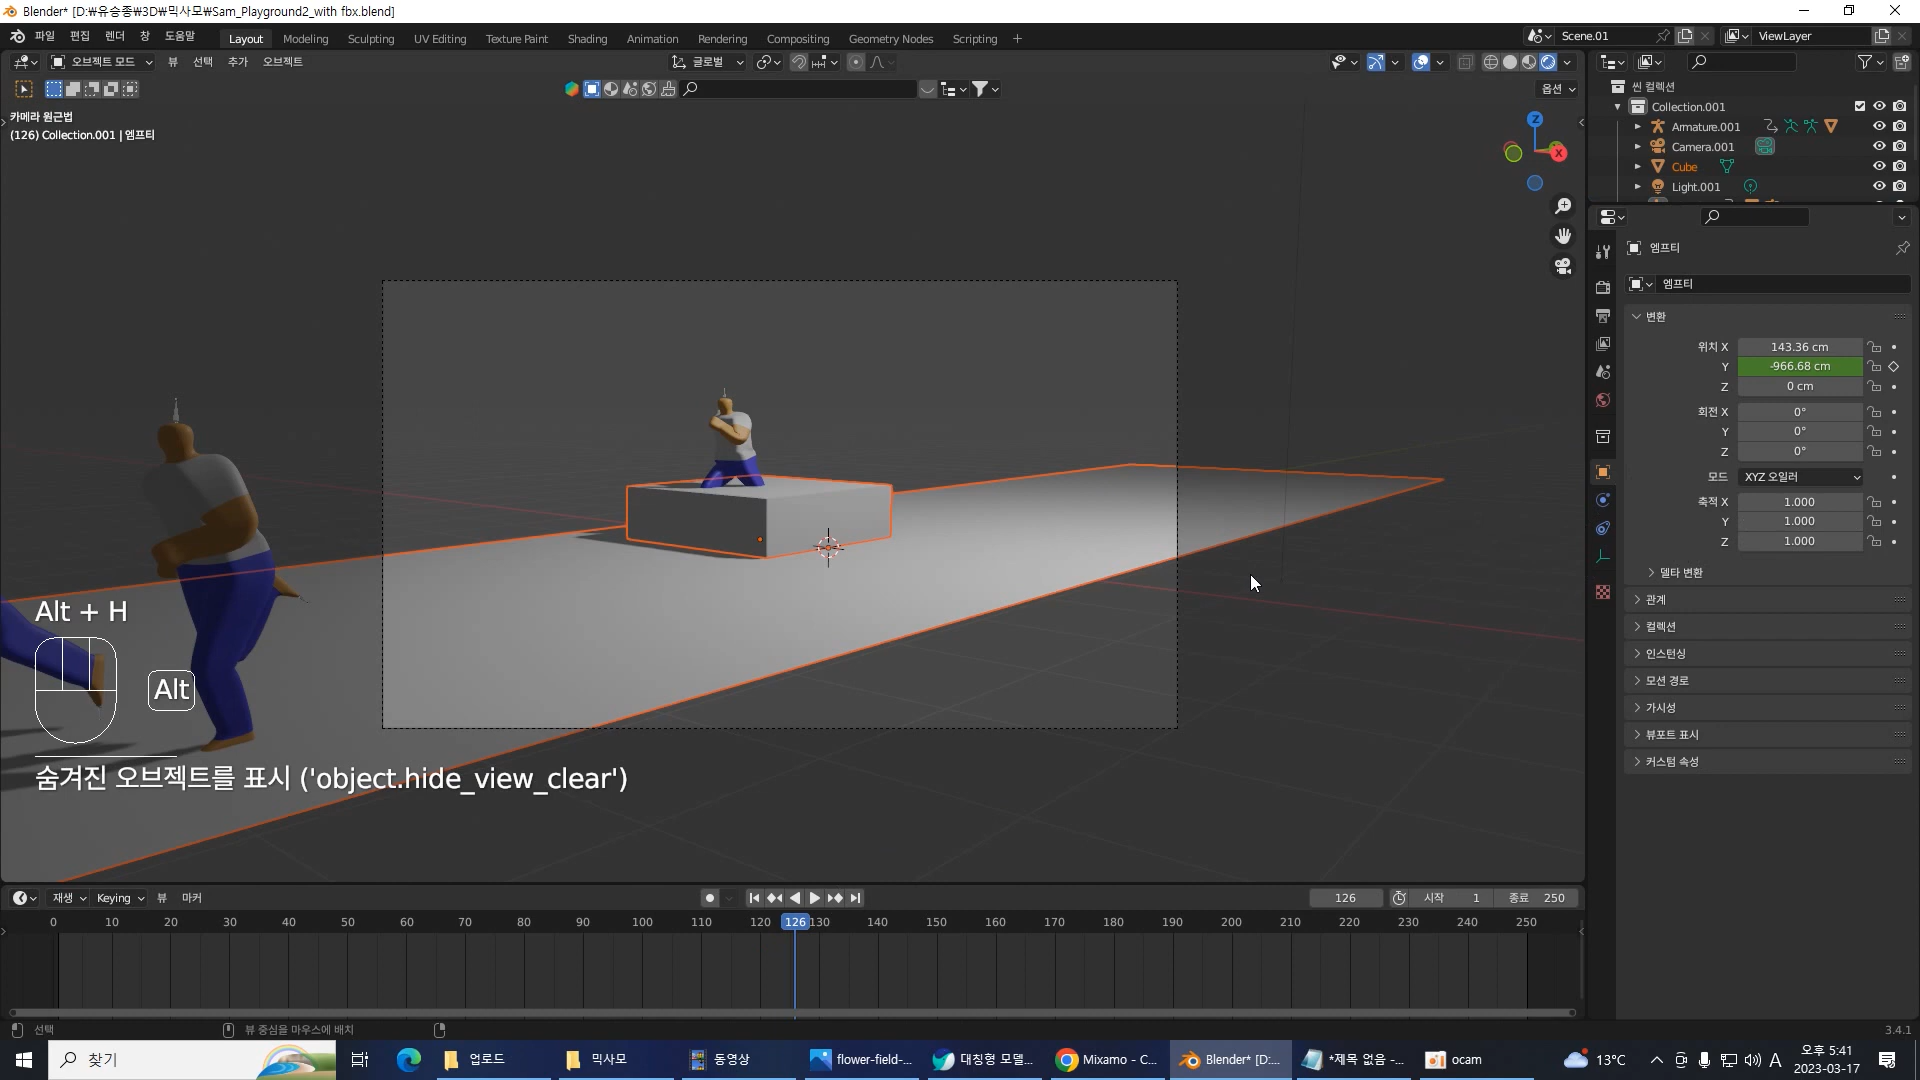 Blender* [D:₩유승종₩3D₩믹사모₩Sam_Playground2_with fbx.blend]
파일 편집 렌더 창 도움말 Layout Modeling Sculpting UV Editing Texture Paint Shading Animation Rendering Compositing Geometry Nodes Scripting + Scene.01 ViewLayer
오브젝트 모드 뷰 선택 추가 오브젝트 글로벌
옵션
씬 컬렉션
Collection.001
Armature.001
Camera.001
Cube
Light.001
카메라 원근법
(126) Collection.001 | 엠프티
Z
X
엠프티
엠프티
변환
위치 X 143.36 cm
Y -966.68 cm
Z 0 cm
회전 X 0°
Y 0°
Z 0°
모드 XYZ 오일러
축적 X 1.000
Y 1.000
Z 1.000
델타 변환
관계
컬렉션
인스턴싱
모션 경로
가시성
뷰포트 표시
커스텀 속성
Alt + H
Alt
숨겨진 오브젝트를 표시 ('object.hide_view_clear')
재생 Keying 뷰 마커 126 시작 1 종료 250
0 10 20 30 40 50 60 70 80 90 100 110 120 126 130 140 150 160 170 180 190 200 210 220 230 240 250
선택 뷰 중심을 마우스에 배치 3.4.1
찾기 업로드 믹사모 동영상 flower-field-... 대칭형 모델... Mixamo - C... Blender* [D:... *제목 없음 -... ocam 13°C A 오후 5:41
2023-03-17